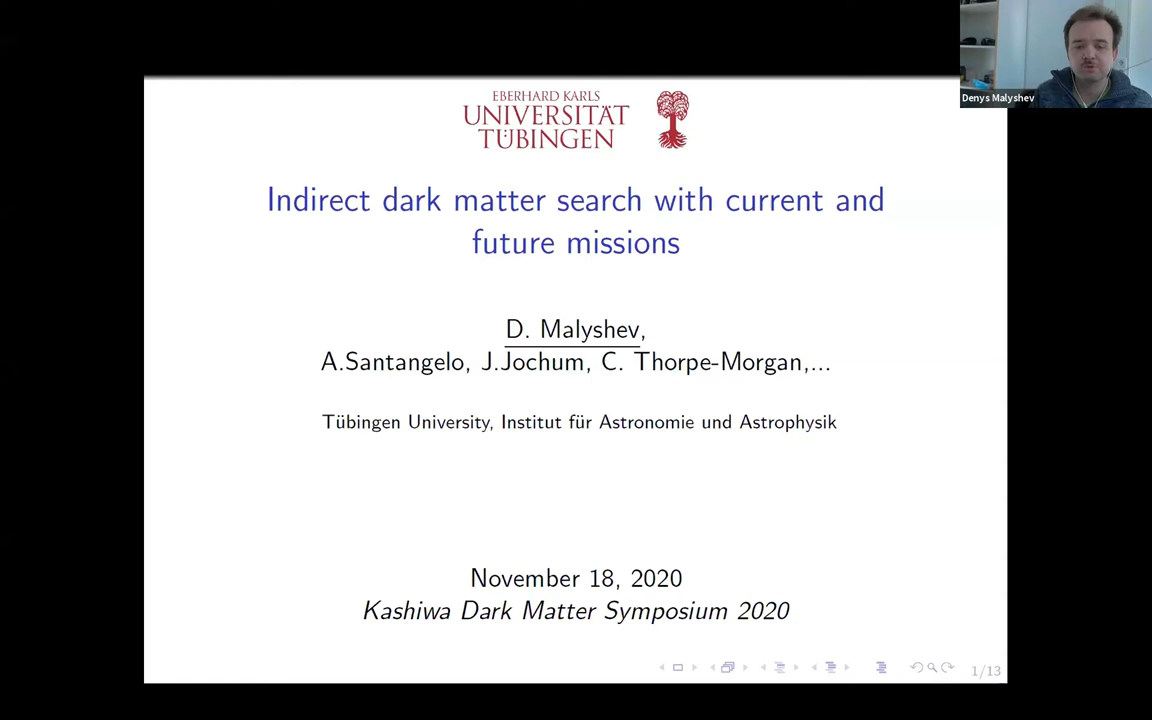 Denys Malyshev
EBERHARD KARLS
UNIVERSITÄT
TÜBINGEN
Indirect dark matter search with current and
future missions
D. Malyshev,
A.Santangelo, J.Jochum, C. Thorpe-Morgan,...
Tübingen University, Institut für Astronomie und Astrophysik
November 18, 2020
Kashiwa Dark Matter Symposium 2020
1/13